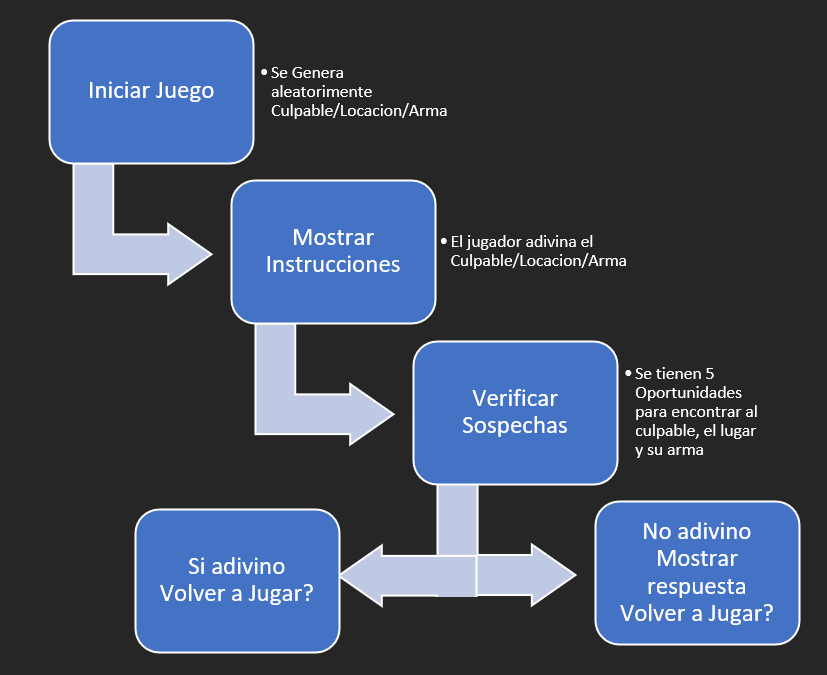 Iniciar Juego
• Se Genera
aleatorimente
Culpable/Locacion/Arma
Mostrar
Instrucciones
• El jugador adivina el
Culpable/Locacion/Arma
Verificar
Sospechas
• Se tienen 5
Oportunidades
para encontrar al
culpable, el lugar
y su arma
Si adivino
Volver a Jugar?
No adivino
Mostrar
respuesta
Volver a Jugar?